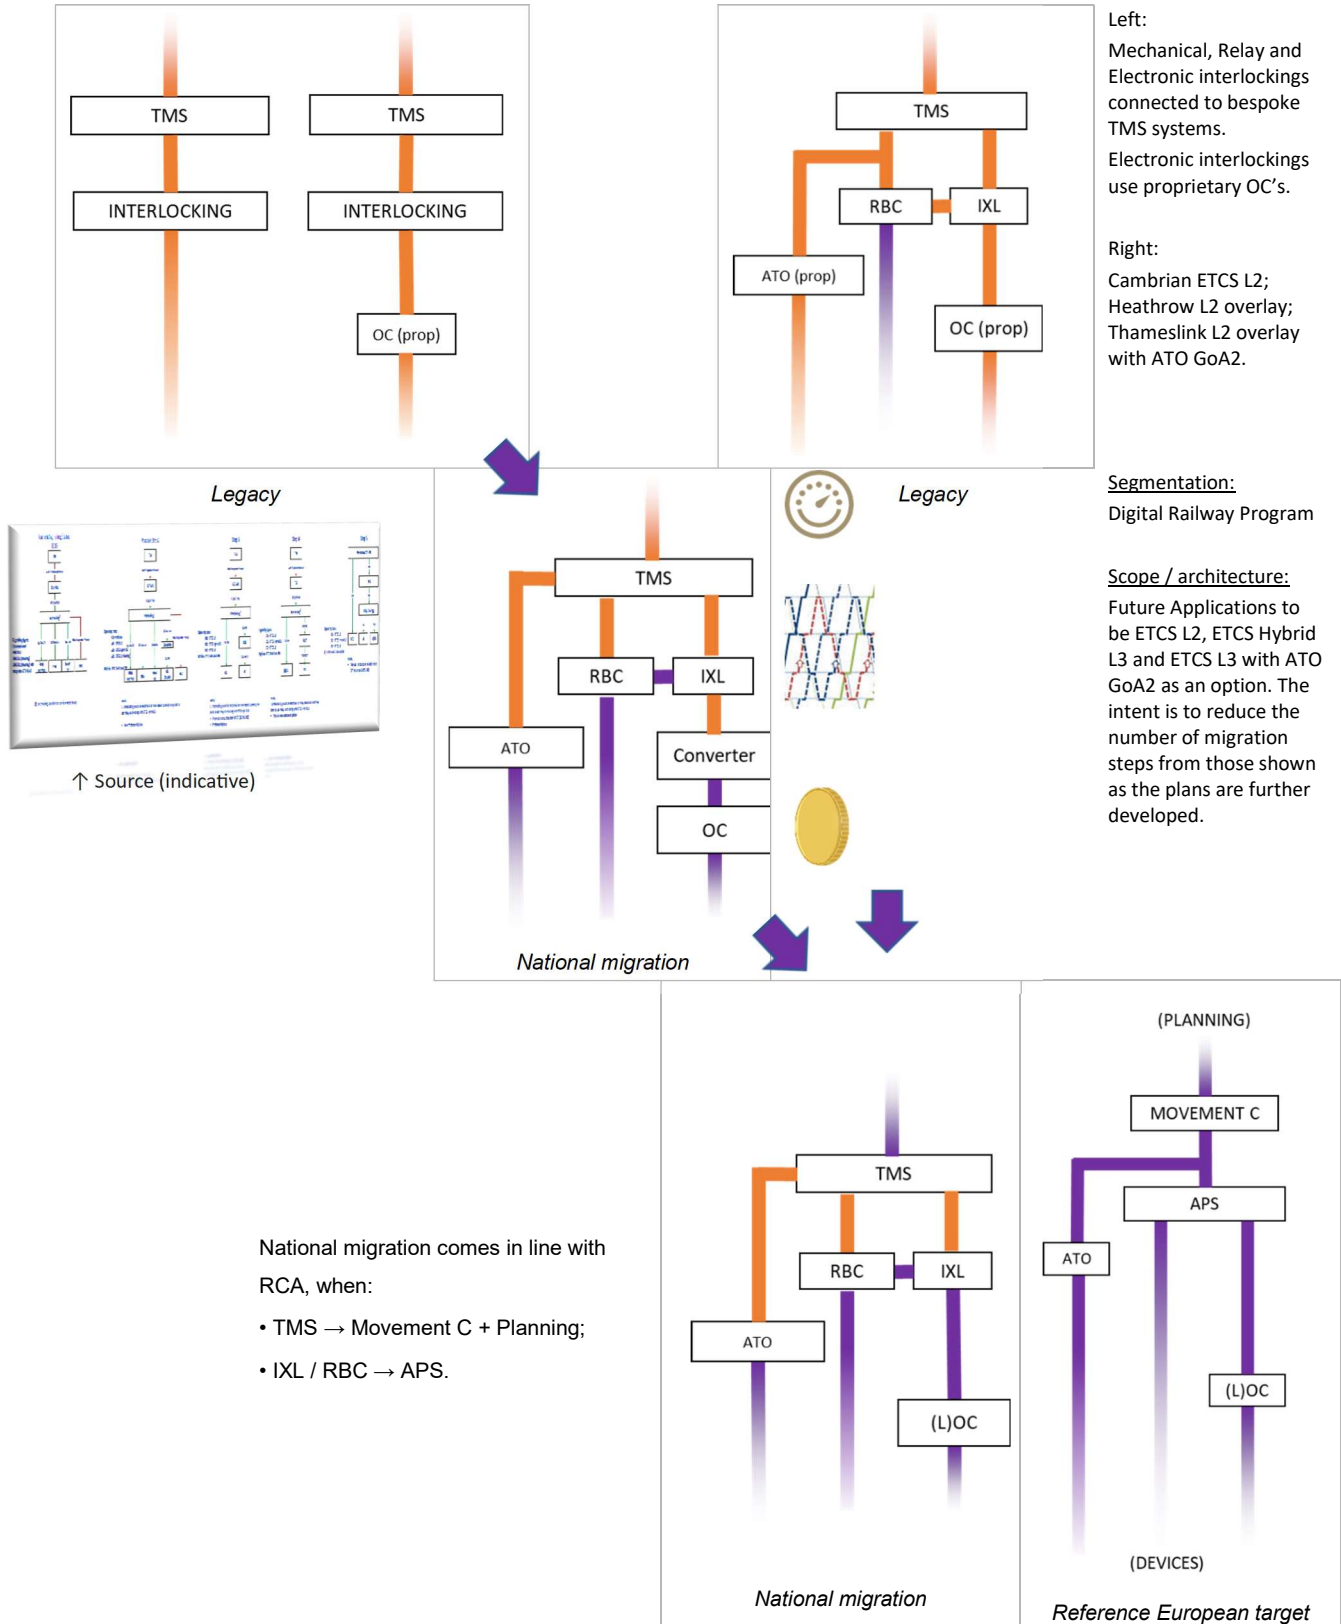 TMS
TMS
INTERLOCKING
INTERLOCKING
OC (prop)
Legacy
TMS
RBC
IXL
ATO (prop)
OC (prop)
Legacy
Left:
Mechanical, Relay and
Electronic interlockings
connected to bespoke
TMS systems.
Electronic interlockings
use proprietary OC's.
Right:
Cambrian ETCS L2;
Heathrow L2 overlay;
Thameslink L2 overlay
with ATO GoA2.
Segmentation:
Digital Railway Program
Scope / architecture:
Future Applications to
be ETCS L2, ETCS Hybrid
L3 and ETCS L3 with ATO
GoA2 as an option. The
intent is to reduce the
number of migration
steps from those shown
as the plans are further
developed.
↑ Source (indicative)
TMS
RBC
IXL
ATO
Converter
OC
National migration
National migration comes in line with
RCA, when:
• TMS → Movement C + Planning;
• IXL / RBC → APS.
TMS
RBC
IXL
ATO
(L)OC
National migration
(PLANNING)
MOVEMENT C
APS
ATO
(L)OC
(DEVICES)
Reference European target